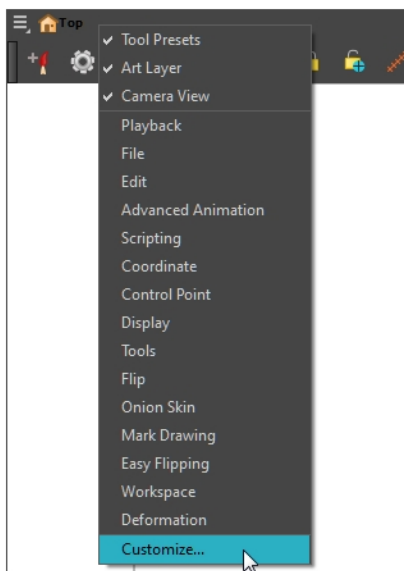 Top
Tool Presets
Art Layer
Camera View
Playback
File
Edit
Advanced Animation
Scripting
Coordinate
Control Point
Display
Tools
Flip
Onion Skin
Mark Drawing
Easy Flipping
Workspace
Deformation
Customize...